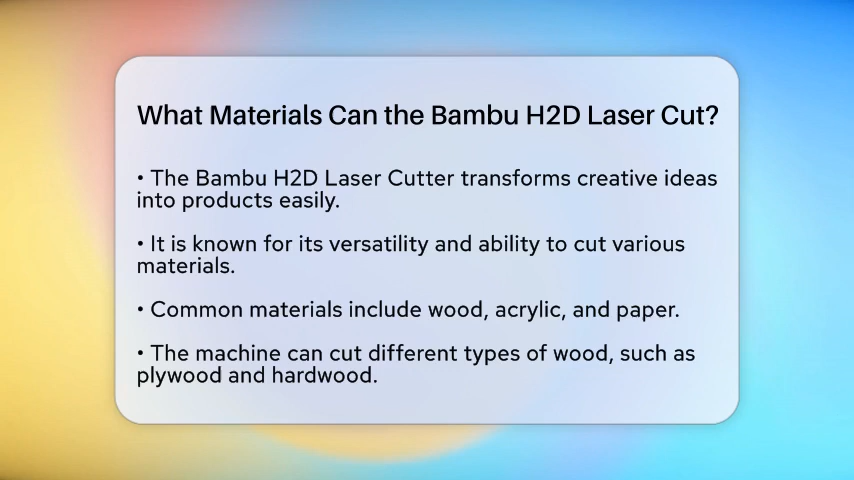 What Materials Can the Bambu H2D Laser Cut?
• The Bambu H2D Laser Cutter transforms creative ideas
into products easily.
• It is known for its versatility and ability to cut various
materials.
• Common materials include wood, acrylic, and paper.
• The machine can cut different types of wood, such as
plywood and hardwood.